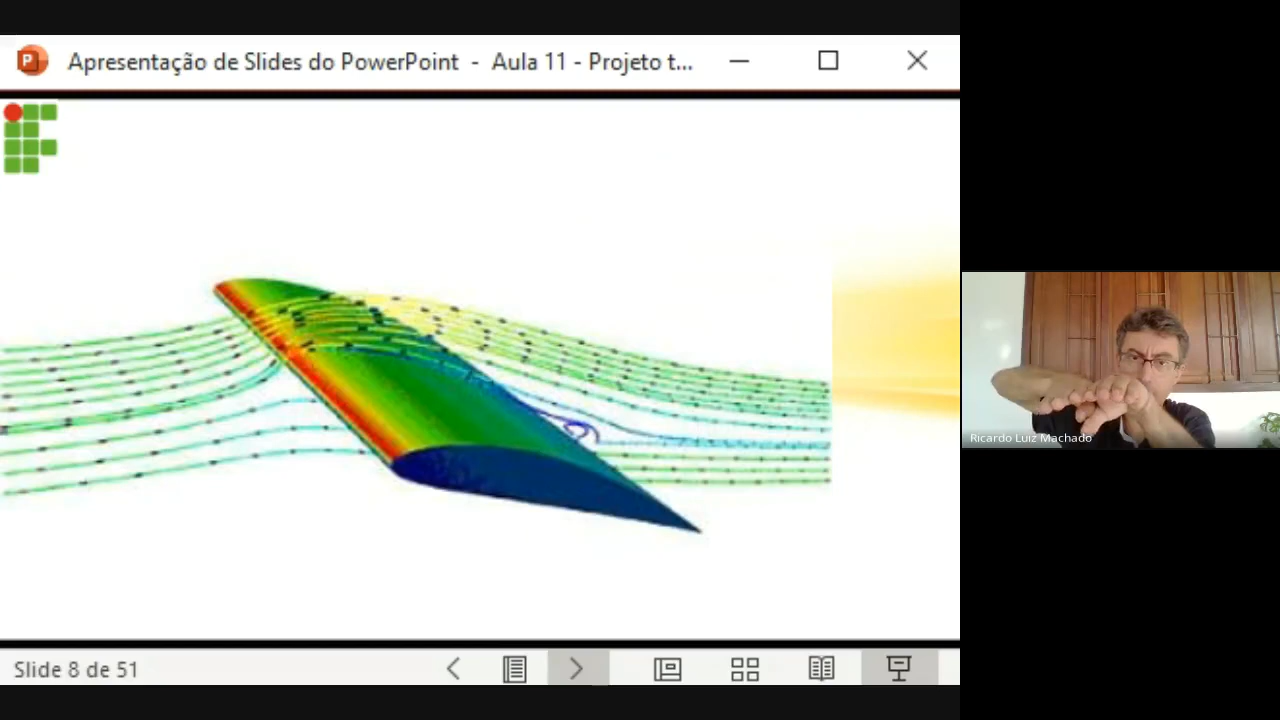 Apresentação de Slides do PowerPoint - Aula 11 - Projeto t...
Ricardo Luiz Machado
Slide 8 de 51